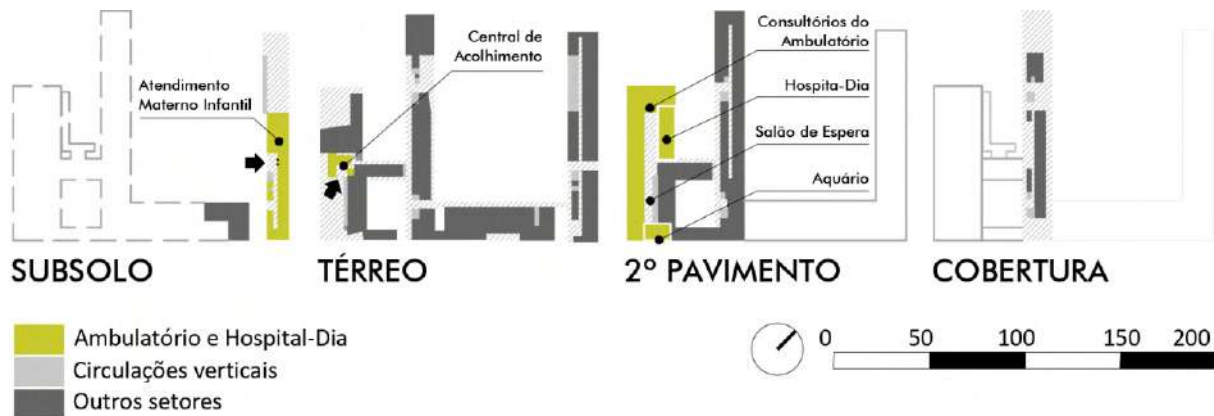 Atendimento
Materno Infantil
Central de
Acolhimento
Consultórios do
Ambulatório
Hospita-Dia
Salão de Espera
Aquário
SUBSOLO
TÉRREO
2º PAVIMENTO
COBERTURA
Ambulatório e Hospital-Dia
Circulações verticais
Outros setores
0 50 100 150 200